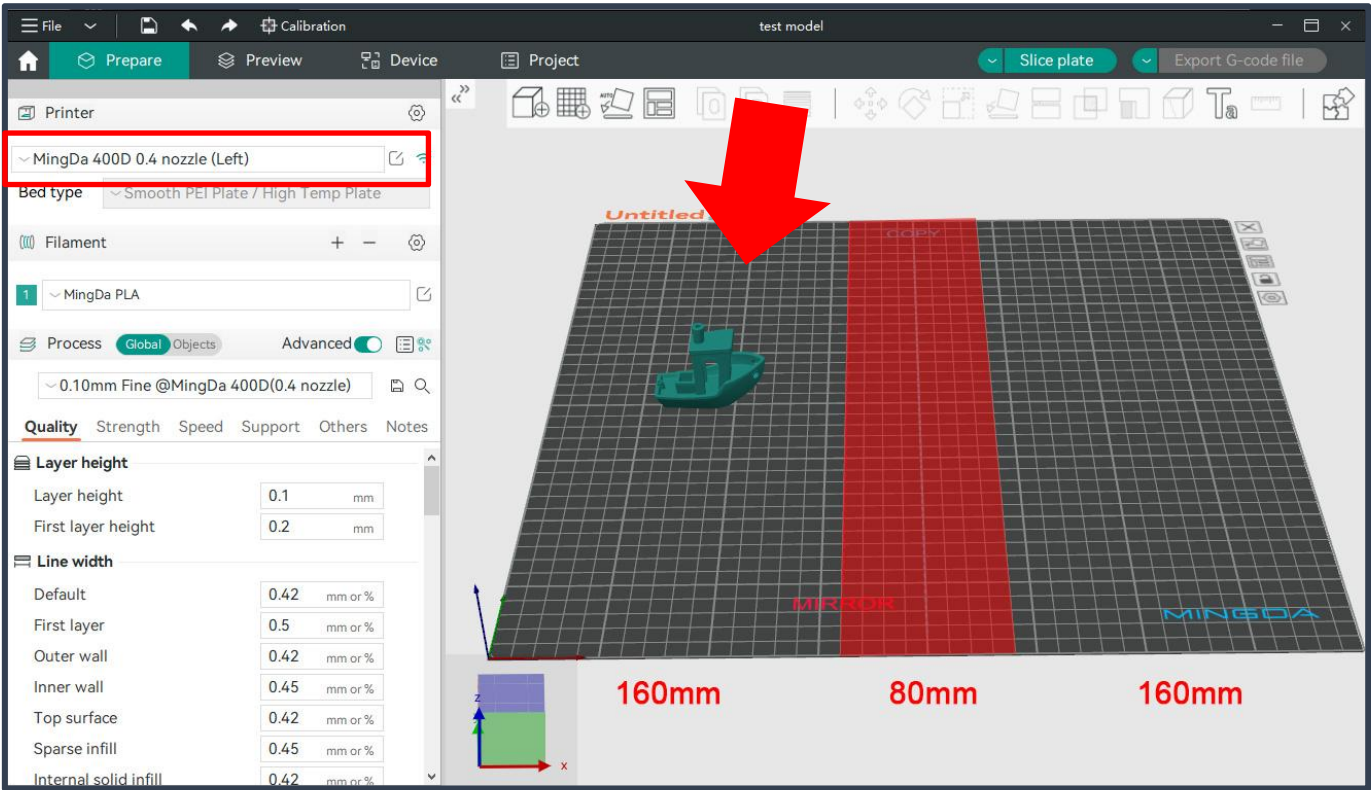 File Calibration test model
Prepare Preview Device Project Slice plate Export G-code file
Printer
MingDa 400D 0.4 nozzle (Left)
Bed type Smooth PEI Plate / High Temp Plate
Filament
1 MingDa PLA
Process Global Objects Advanced
0.10mm Fine @MingDa 400D(0.4 nozzle)
Quality Strength Speed Support Others Notes
Layer height
Layer height 0.1 mm
First layer height 0.2 mm
Line width
Default 0.42 mm or %
First layer 0.5 mm or %
Outer wall 0.42 mm or %
Inner wall 0.45 mm or %
Top surface 0.42 mm or %
Sparse infill 0.45 mm or %
Internal solid infill 0.42 mm or %
AUTO
Ta
Untitled
COPY
MIRROR
MINGDA
160mm 80mm 160mm
z
x